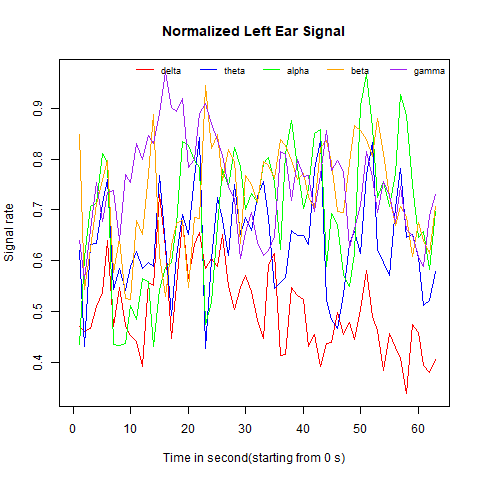 Normalized Left Ear Signal
delta theta alpha beta gamma
Signal rate
0.9
0.8
0.7
0.6
0.5
0.4
0 10 20 30 40 50 60
Time in second(starting from 0 s)